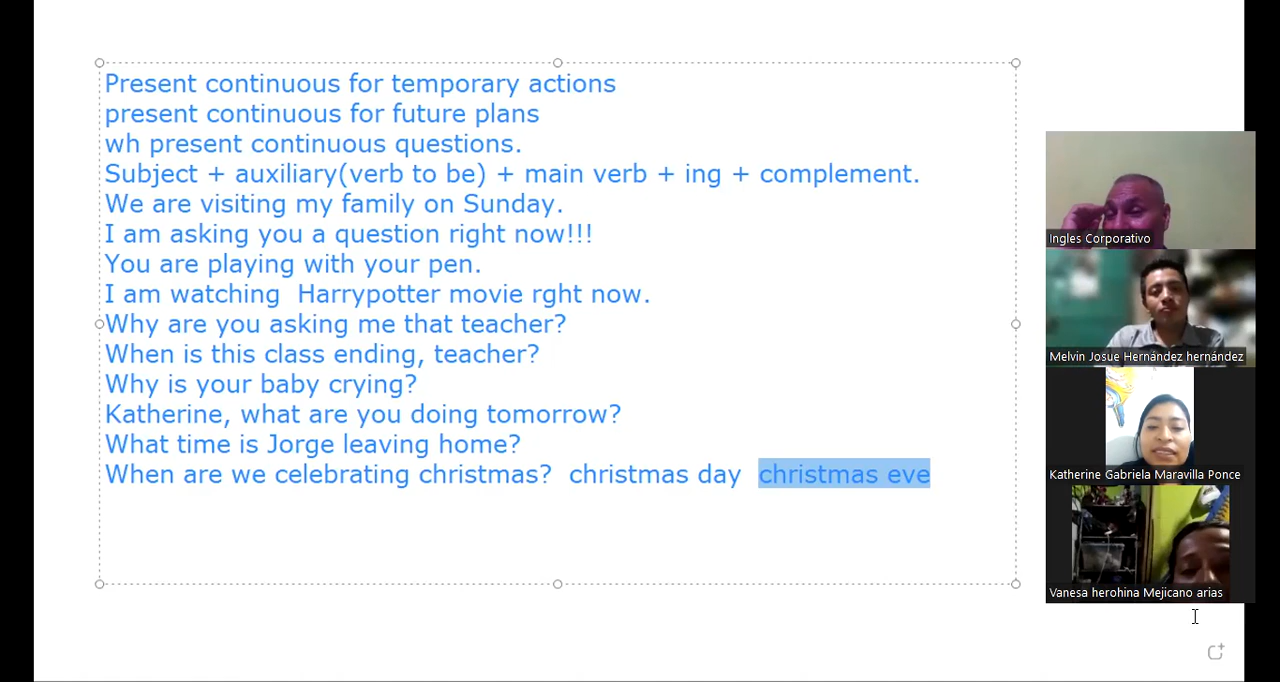 Present continuous for temporary actions
present continuous for future plans
wh present continuous questions.
Subject + auxiliary(verb to be) + main verb + ing + complement.
We are visiting my family on Sunday.
I am asking you a question right now!!!
You are playing with your pen.
I am watching  Harrypotter movie rght now.
Why are you asking me that teacher?
When is this class ending, teacher?
Why is your baby crying?
Katherine, what are you doing tomorrow?
What time is Jorge leaving home?
When are we celebrating christmas?  christmas day  christmas eve
Ingles Corporativo
Melvin Josue Hernández hernández
Katherine Gabriela Maravilla Ponce
Vanesa herohina Mejicano arias